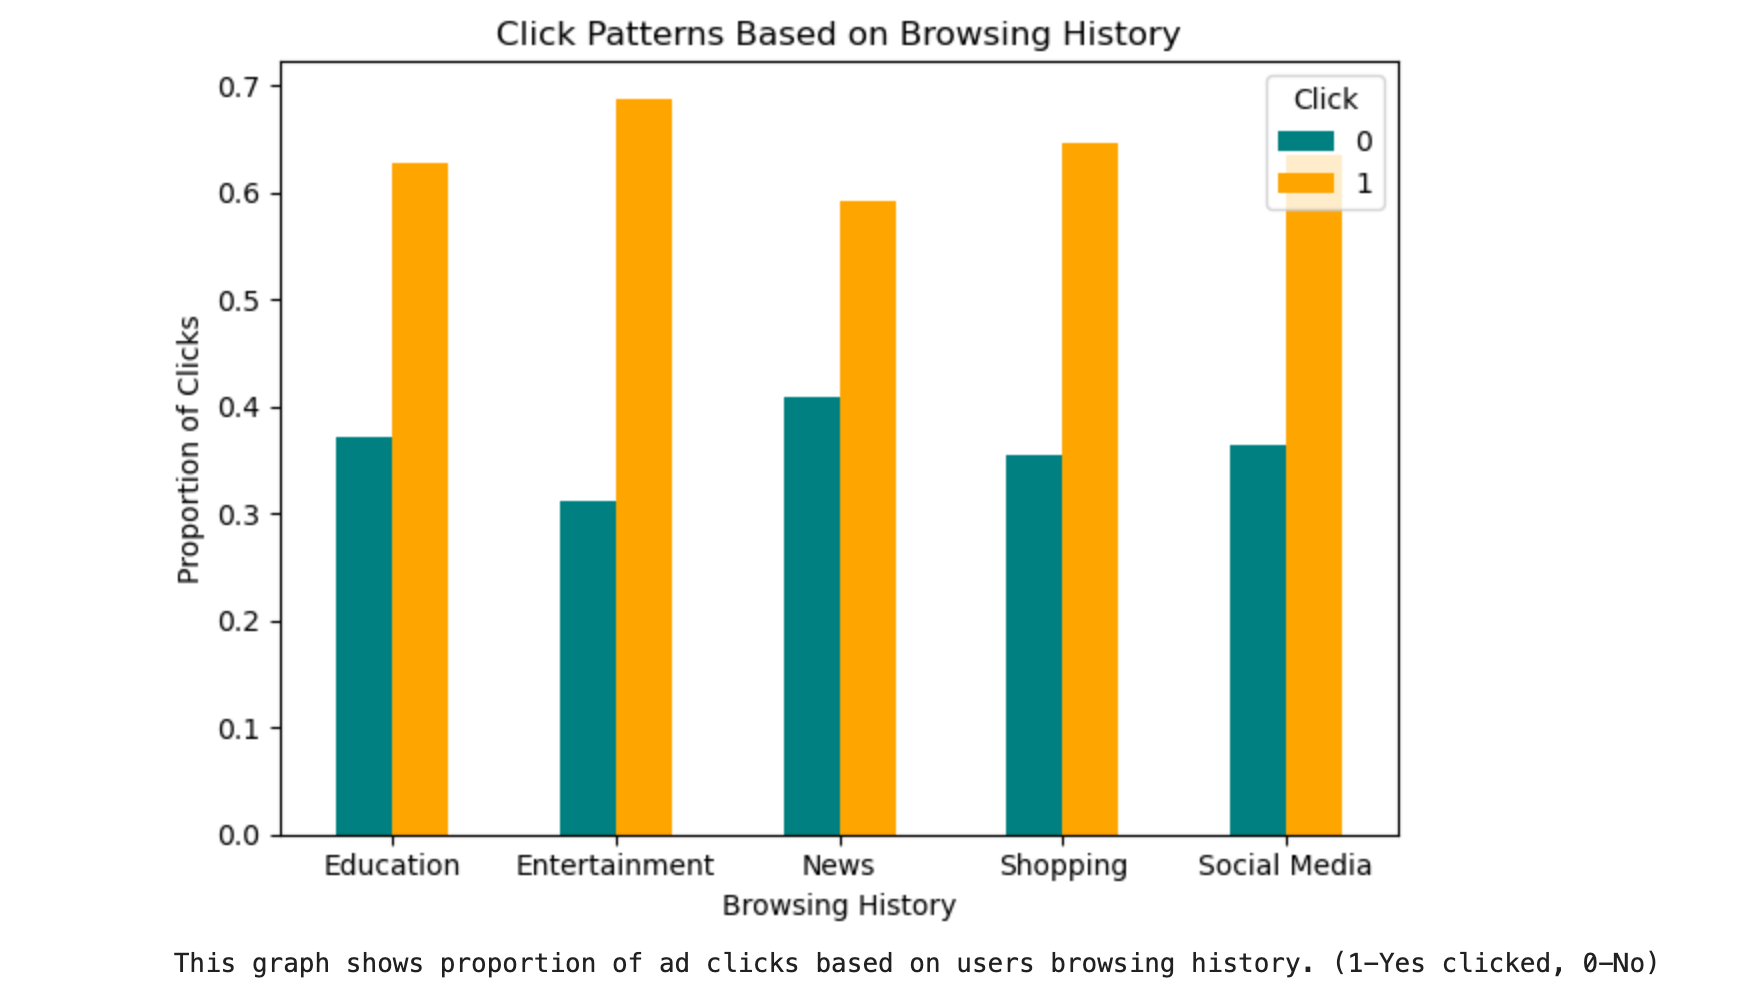 Click Patterns Based on Browsing History
Click
0
1
0.7
0.6
0.5
0.4
0.3
0.2
0.1
0.0
Proportion of Clicks
Education Entertainment News Shopping Social Media
Browsing History
This graph shows proportion of ad clicks based on users browsing history. (1–Yes clicked, 0–No)